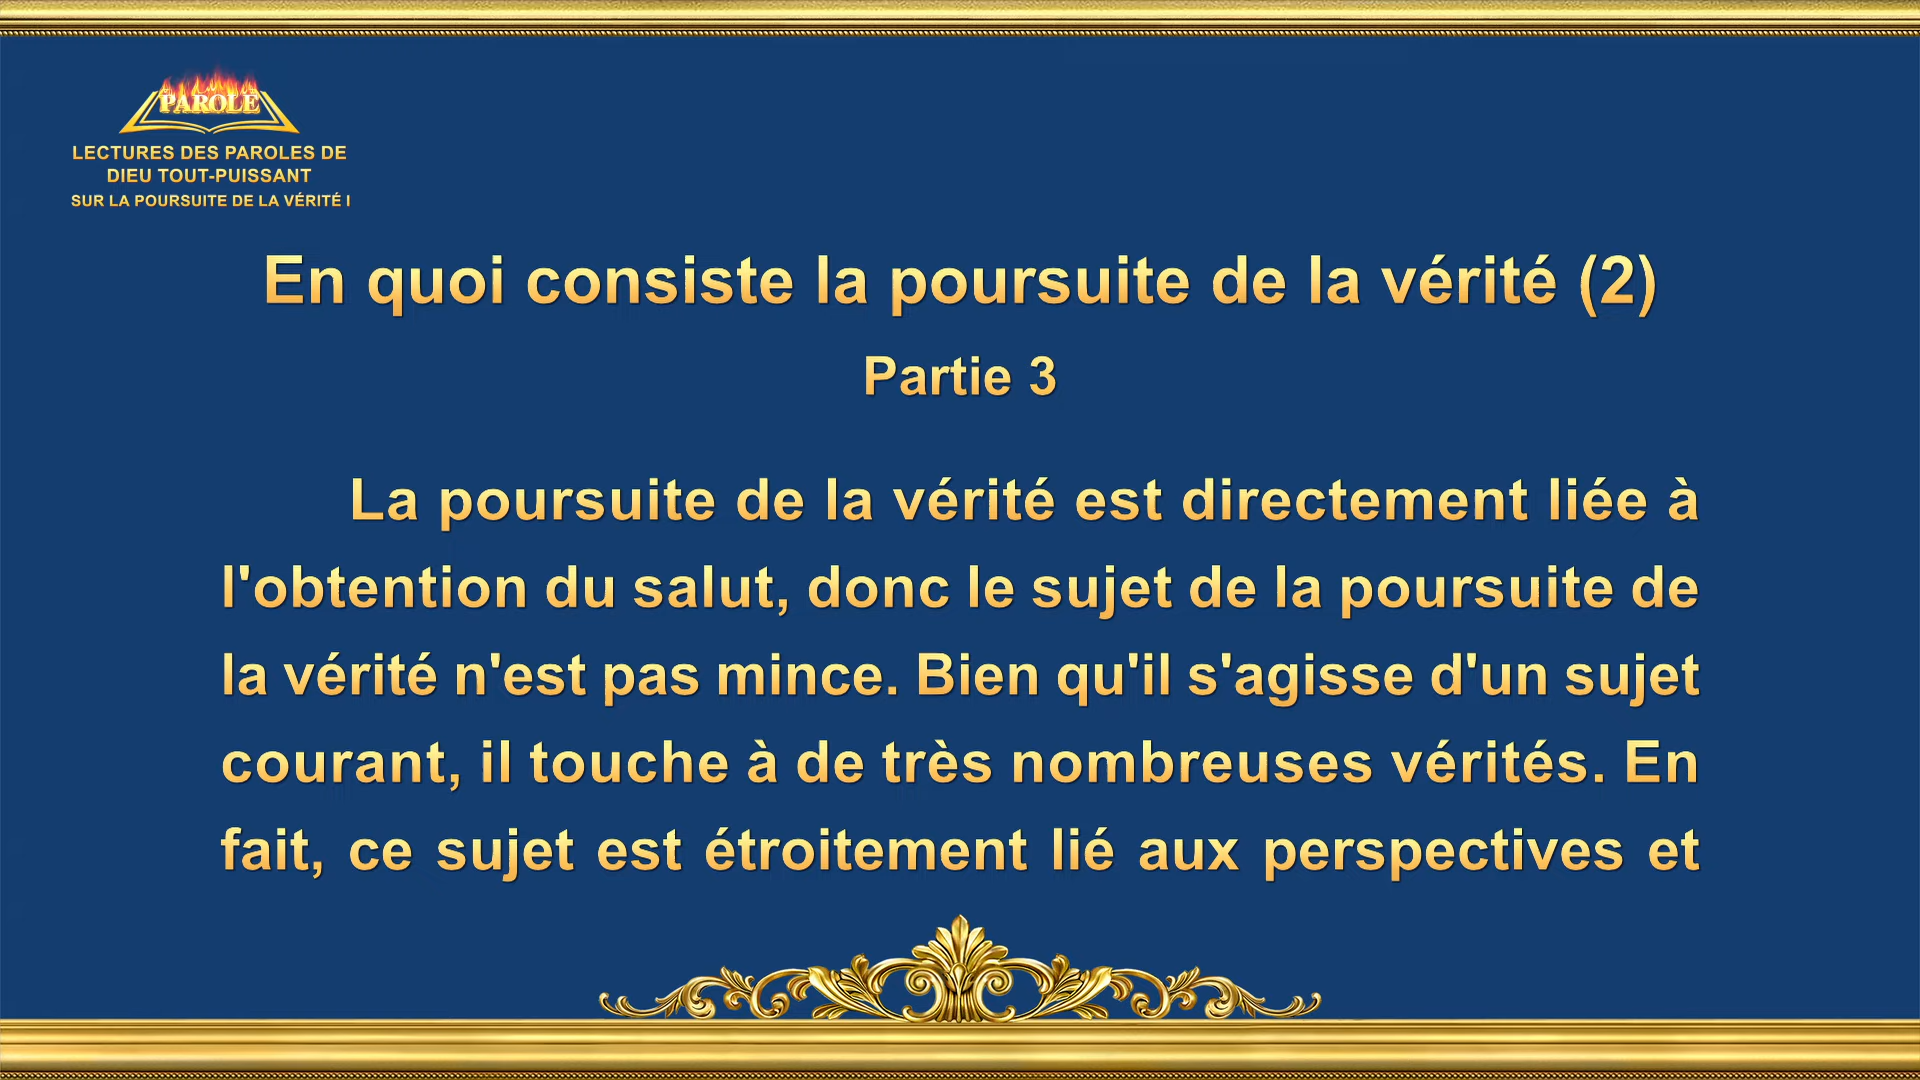 PAROLE
LECTURES DES PAROLES DE
DIEU TOUT-PUISSANT
SUR LA POURSUITE DE LA VÉRITÉ I
En quoi consiste la poursuite de la vérité (2)
Partie 3
La poursuite de la vérité est directement liée à
l'obtention du salut, donc le sujet de la poursuite de
la vérité n'est pas mince. Bien qu'il s'agisse d'un sujet
courant, il touche à de très nombreuses vérités. En
fait, ce sujet est étroitement lié aux perspectives et